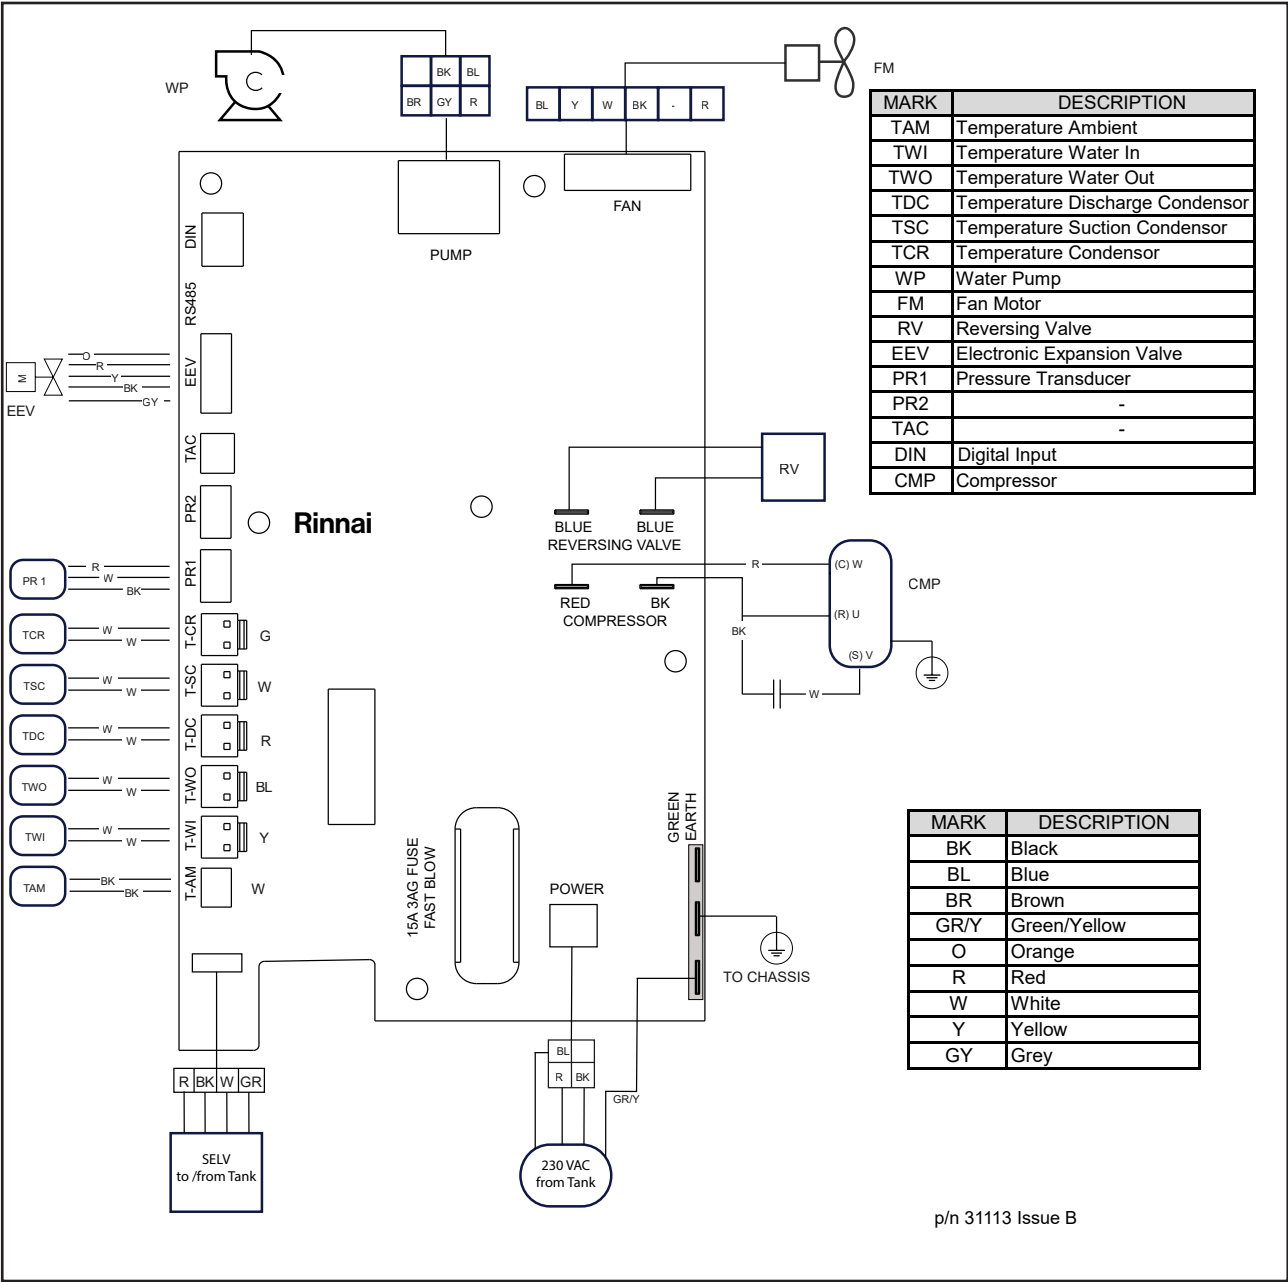 WP
C
BK BL
BR GY R
BL Y W BK - R
FM
PUMP
FAN
MARK DESCRIPTION
TAM Temperature Ambient
TWI Temperature Water In
TWO Temperature Water Out
TDC Temperature Discharge Condensor
TSC Temperature Suction Condensor
TCR Temperature Condensor
WP Water Pump
FM Fan Motor
RV Reversing Valve
EEV Electronic Expansion Valve
PR1 Pressure Transducer
PR2 -
TAC -
DIN Digital Input
CMP Compressor
DIN
RS485
EEV
O
R
Y
BK
GY
M
EEV
TAC
PR2
Rinnai
PR1
PR 1
R
W
BK
TCR
W
W
T-CR
G
TSC
W
W
T-SC
W
TDC
W
W
T-DC
R
TWO
W
W
T-WO
BL
TWI
W
W
T-WI
Y
TAM
BK
BK
T-AM
W
RV
BLUE BLUE
REVERSING VALVE
RED BK
COMPRESSOR
R
BK
W
(C) W
(R) U
(S) V
CMP
15A 3AG FUSE
FAST BLOW
POWER
GREEN
EARTH
TO CHASSIS
MARK DESCRIPTION
BK Black
BL Blue
BR Brown
GR/Y Green/Yellow
O Orange
R Red
W White
Y Yellow
GY Grey
R BK W GR
SELV
to /from Tank
BL
R BK
GR/Y
230 VAC
from Tank
p/n 31113 Issue B